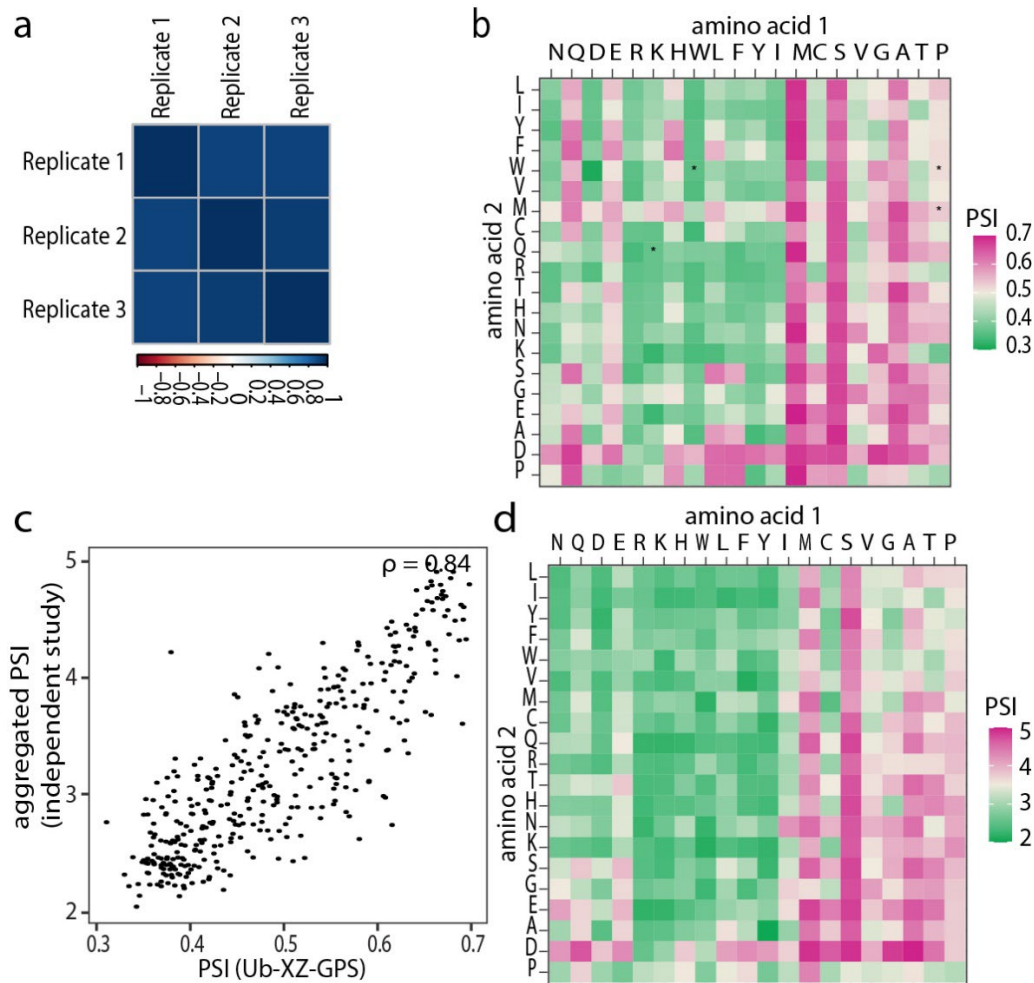 a
Replicate 1
Replicate 2
Replicate 3
Replicate 1
Replicate 2
Replicate 3
−1
−0.8
−0.6
−0.4
−0.2
0
0.2
0.4
0.6
0.8
1
b
amino acid 1
N Q D E R K H W L F Y I M C S V G A T P
amino acid 2
L
I
Y
F
W
V
M
C
Q
R
T
H
N
K
S
G
E
A
D
P
*
*
*
*
PSI
0.7
0.6
0.5
0.4
0.3
c
ρ = 0.84
aggregated PSI
(independent study)
5
4
3
2
0.3 0.4 0.5 0.6 0.7
PSI (Ub-XZ-GPS)
d
amino acid 1
N Q D E R K H W L F Y I M C S V G A T P
amino acid 2
L
I
Y
F
W
V
M
C
Q
R
T
H
N
K
S
G
E
A
D
P
PSI
5
4
3
2